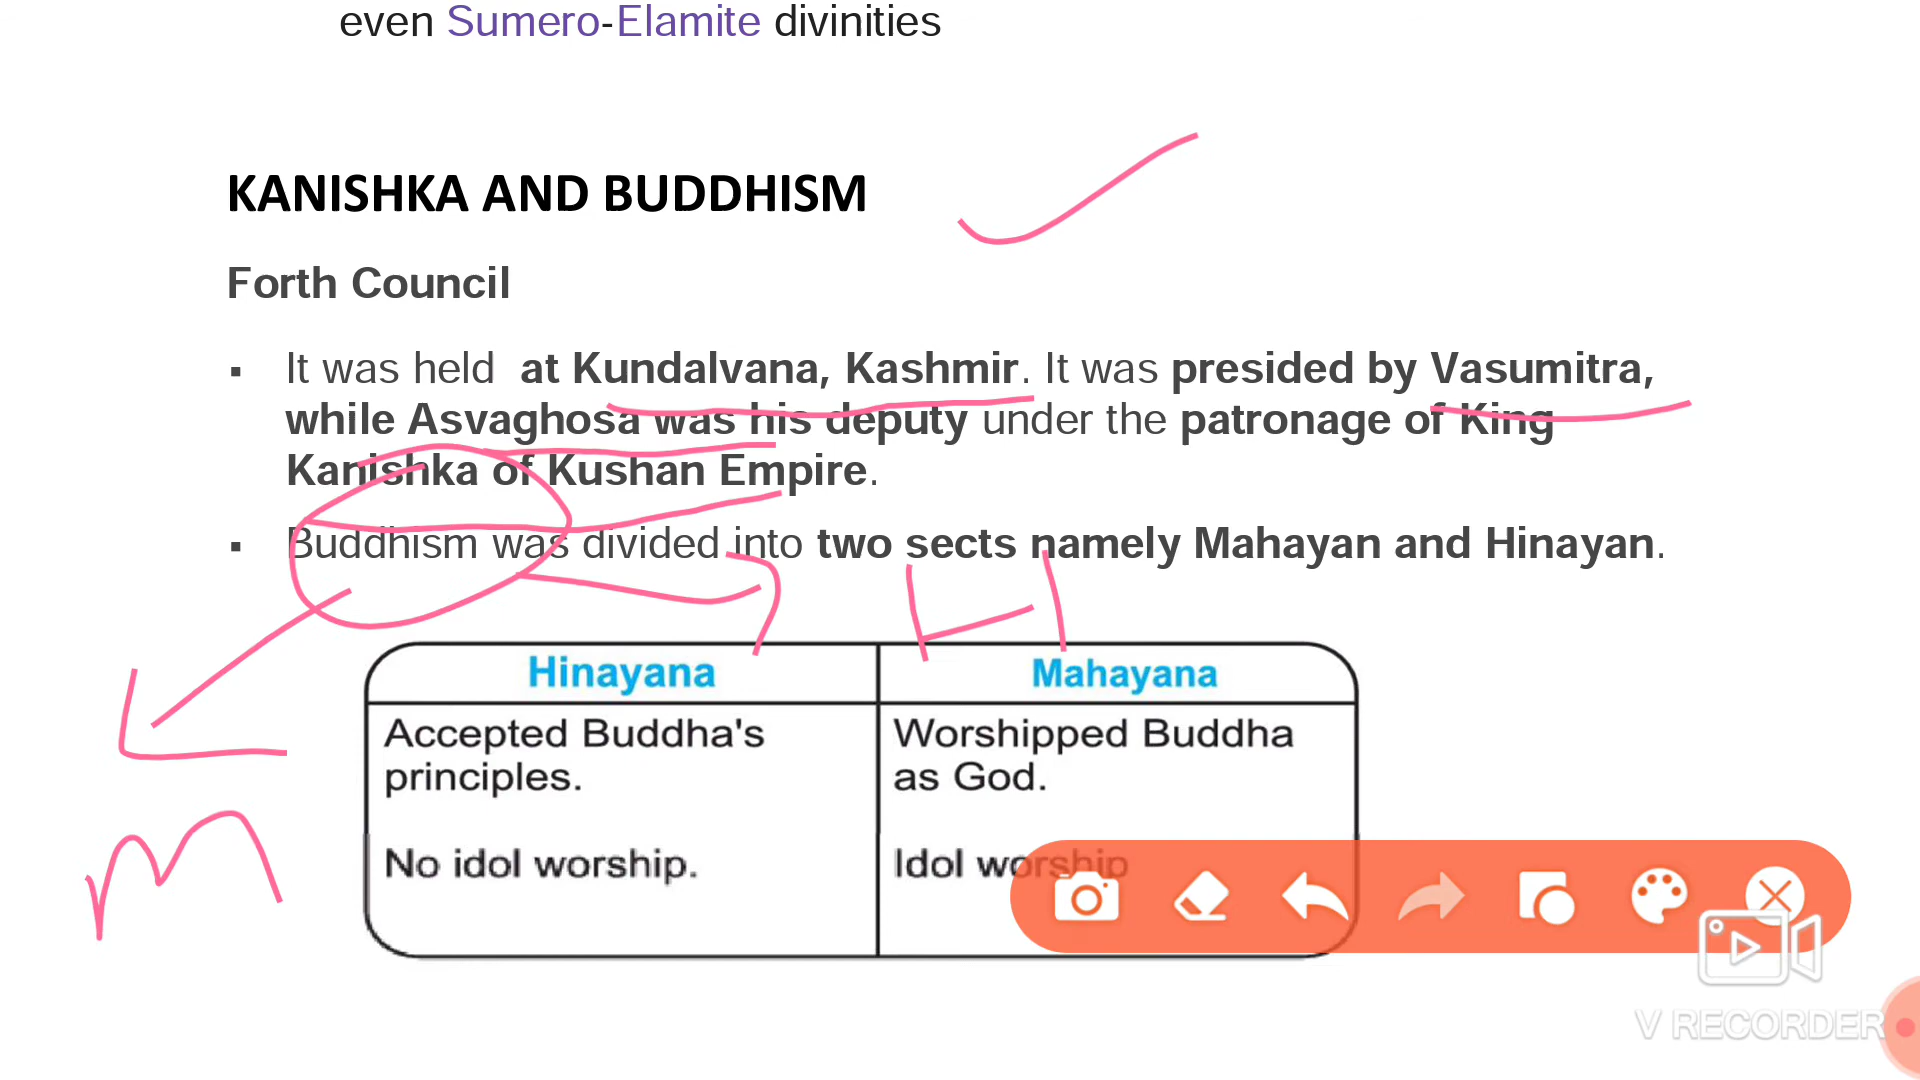 even Sumero-Elamite divinities
KANISHKA AND BUDDHISM
Forth Council
▪ It was held at Kundalvana, Kashmir. It was presided by Vasumitra,
while Asvaghosa was his deputy under the patronage of King
Kanishka of Kushan Empire.
▪ Buddhism was divided into two sects namely Mahayan and Hinayan.
H
m
Hinayana
Accepted Buddha's
principles.
No idol worship.
Mahayana
Worshipped Buddha
as God.
Idol worship
V RECORDER